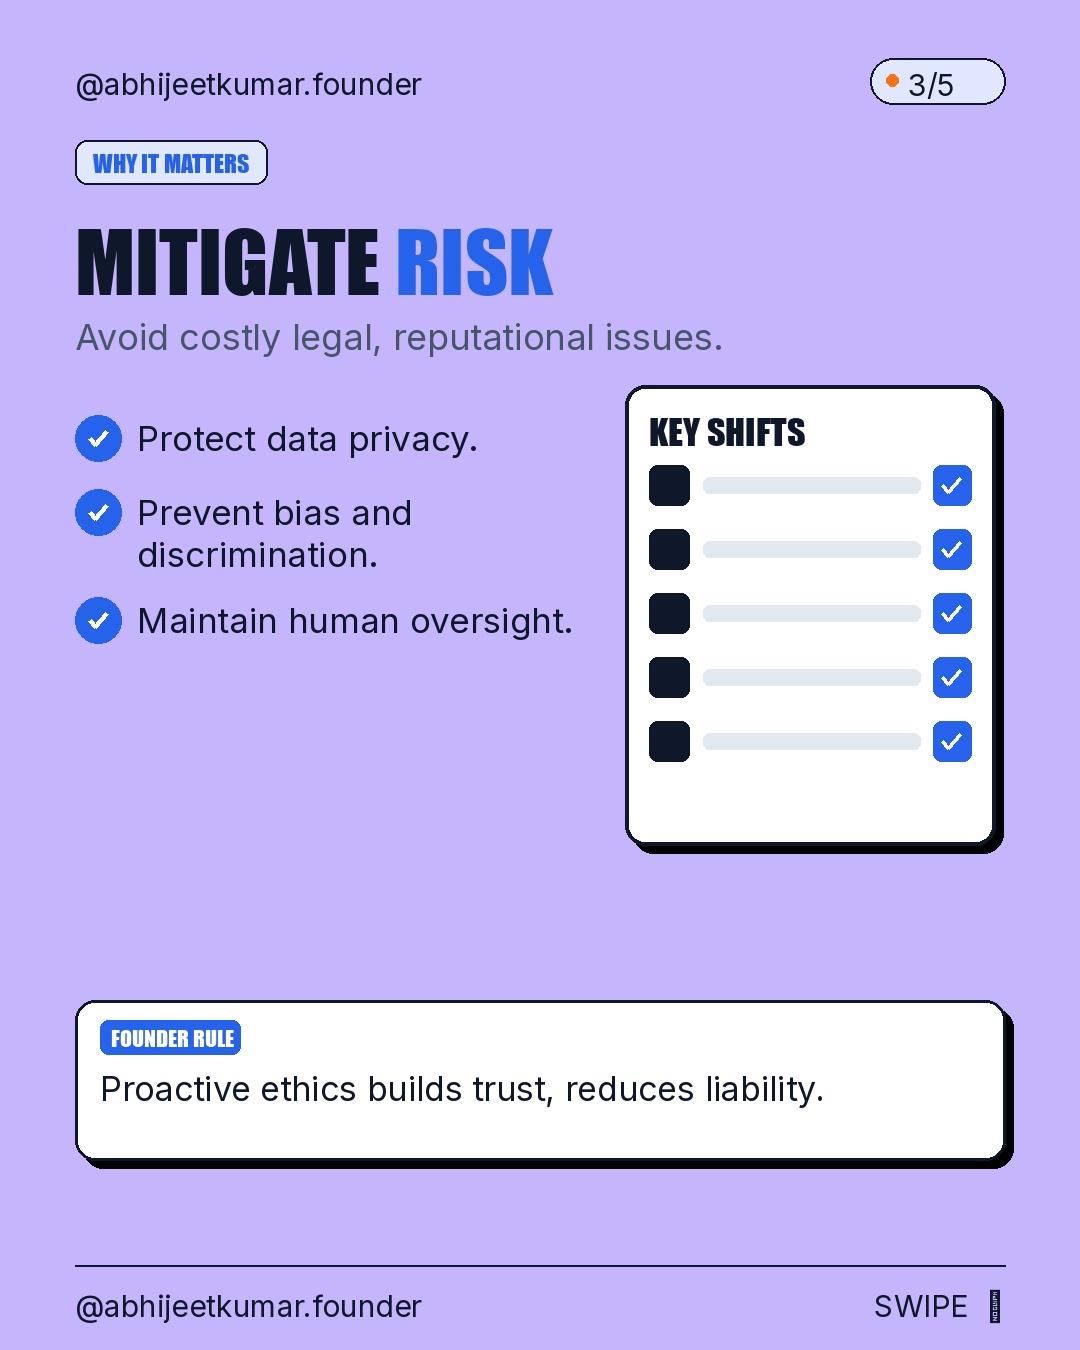 @abhijeetkumar.founder
3/5
WHY IT MATTERS
MITIGATE RISK
Avoid costly legal, reputational issues.
Protect data privacy.
Prevent bias and
discrimination.
Maintain human oversight.
KEY SHIFTS
FOUNDER RULE
Proactive ethics builds trust, reduces liability.
@abhijeetkumar.founder
SWIPE